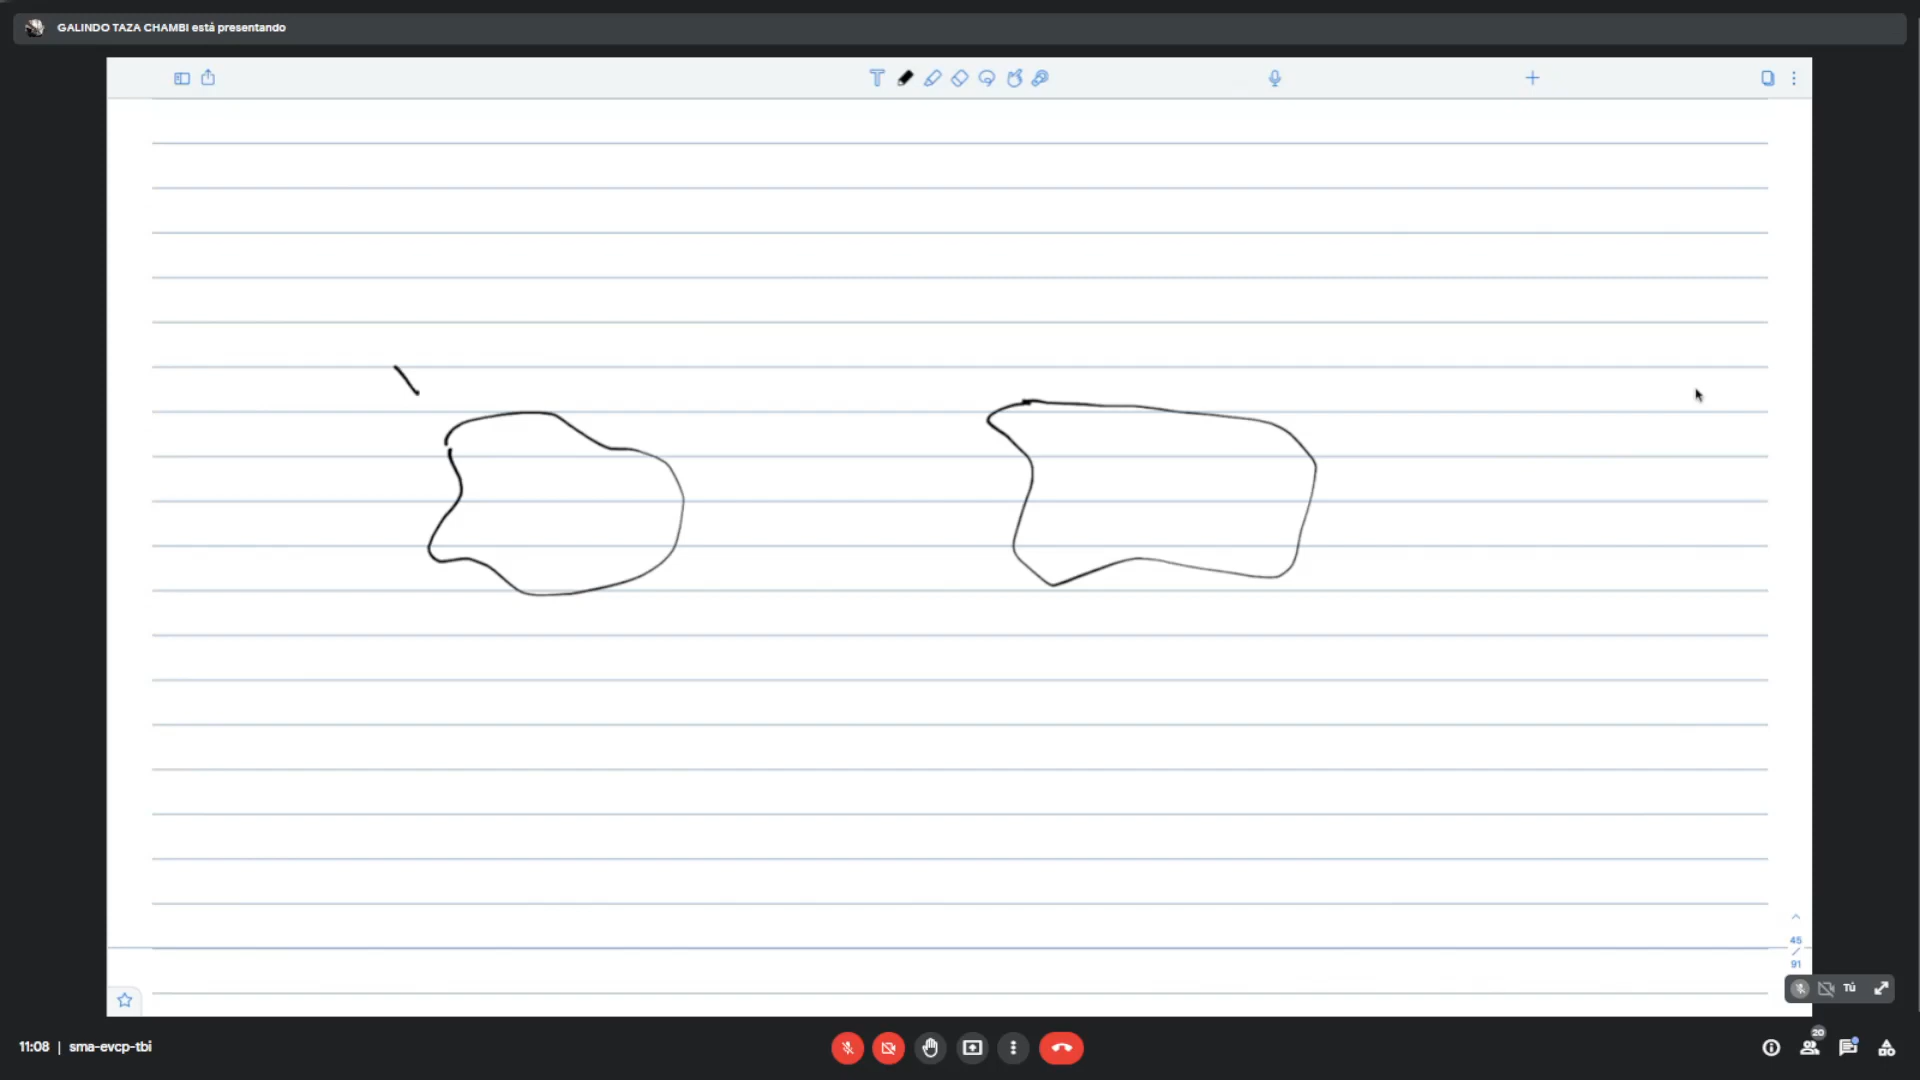 GALINDO TAZA CHAMBI está presentando
45
91
Tú
11:08 | sma-evcp-tbi
20